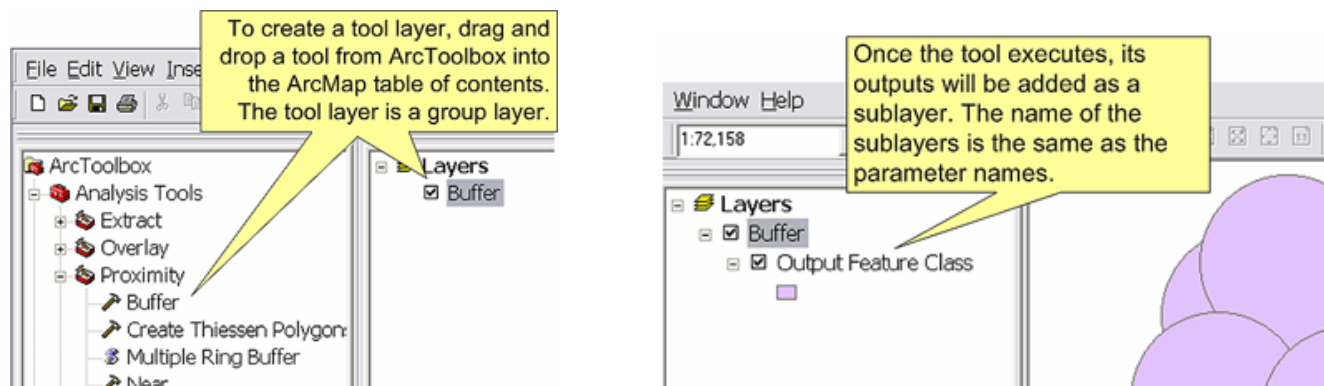 To create a tool layer, drag and
drop a tool from ArcToolbox into
the ArcMap table of contents.
The tool layer is a group layer.
File Edit View
ArcToolbox
Analysis Tools
Extract
Overlay
Proximity
Buffer
Create Thiessen
Multiple Ring Buffer
Near
Layers
Buffer
Once the tool executes, its
outputs will be added as a
sublayer. The name of the
sublayers is the same as the
parameter names.
Window Help
1:72,158
Layers
Buffer
Output Feature Class